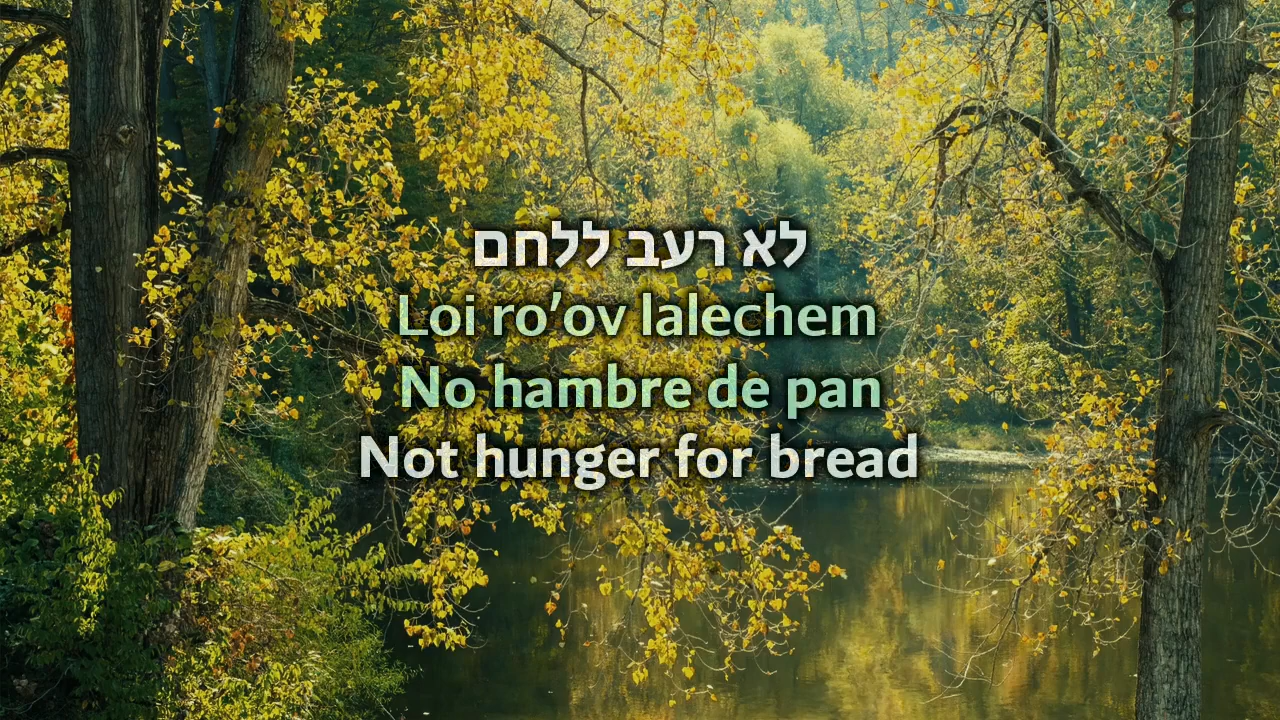 לא רעב ללחם
Loi ro’ov lalechem
No hambre de pan
Not hunger for bread